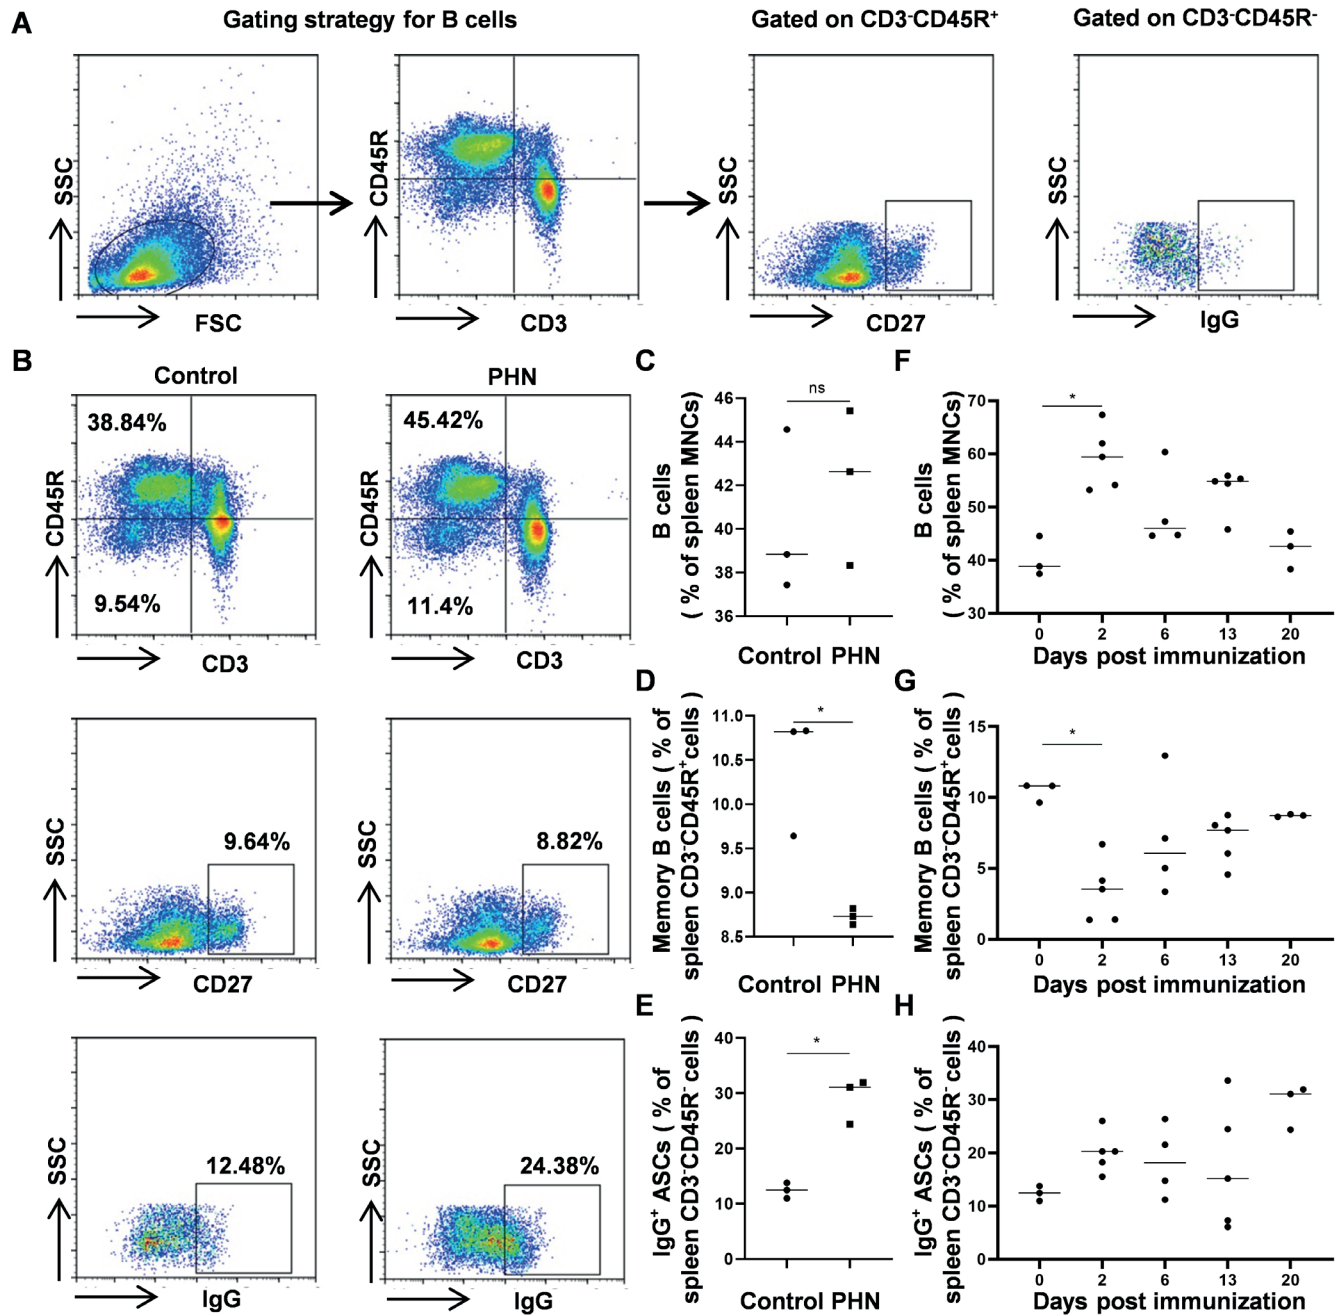 A
Gating strategy for B cells
Gated on CD3-CD45R+
Gated on CD3-CD45R-
SSC
FSC
CD45R
CD3
SSC
CD27
SSC
IgG
B
Control
PHN
38.84%
9.54%
CD45R
CD3
45.42%
11.4%
CD45R
CD3
9.64%
SSC
CD27
8.82%
SSC
CD27
12.48%
SSC
IgG
24.38%
SSC
IgG
C
B cells
( % of spleen MNCs)
46
44
42
40
38
36
ns
Control PHN
D
Memory B cells ( % of
spleen CD3-CD45R+cells )
11.0
10.5
10.0
9.5
9.0
8.5
*
Control PHN
E
IgG+ ASCs ( % of
spleen CD3-CD45R- cells )
40
30
20
10
0
*
Control PHN
F
B cells
( % of spleen MNCs)
70
60
50
40
30
*
0 2 6 13 20
Days post immunization
G
Memory B cells ( % of
spleen CD3-CD45R+cells )
15
10
5
0
*
0 2 6 13 20
Days post immunization
H
IgG+ ASCs ( % of
spleen CD3-CD45R- cells )
40
30
20
10
0
0 2 6 13 20
Days post immunization